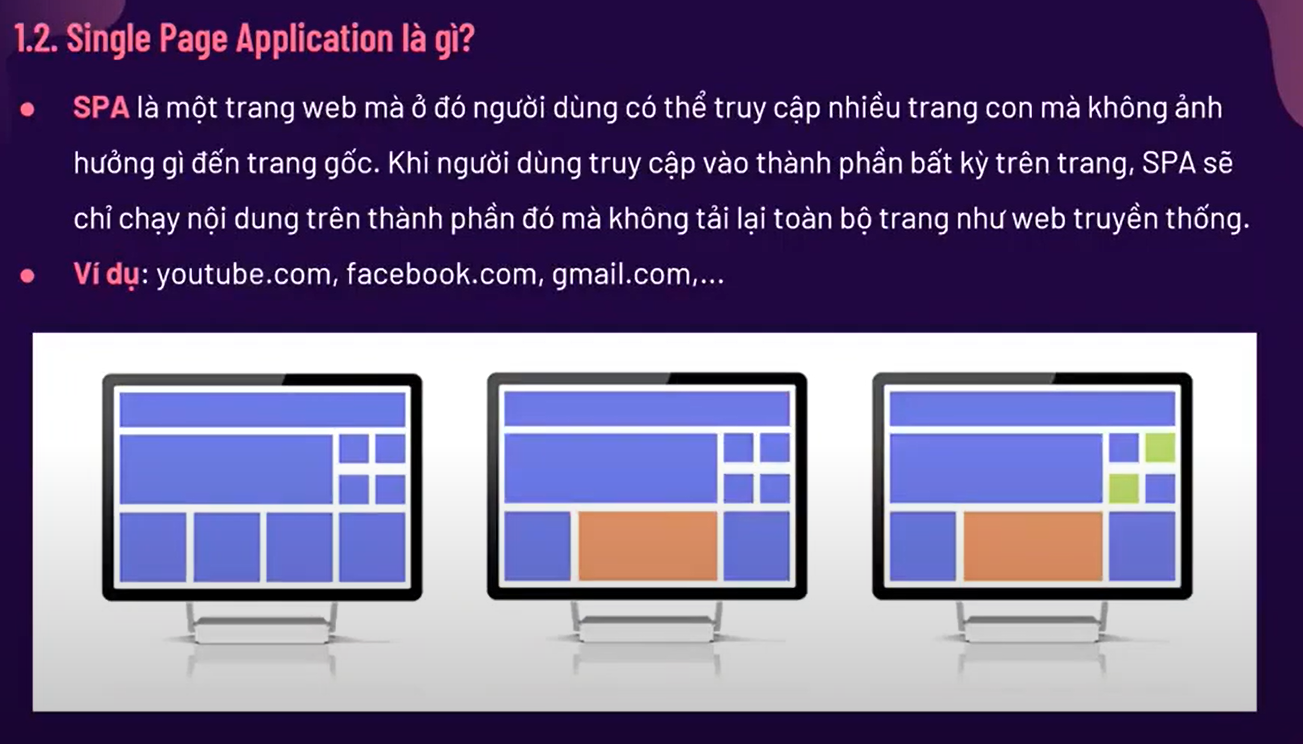 1.2. Single Page Application là gì?
● SPA là một trang web mà ở đó người dùng có thể truy cập nhiều trang con mà không ảnh
hưởng gì đến trang gốc. Khi người dùng truy cập vào thành phần bất kỳ trên trang, SPA sẽ
chỉ chạy nội dung trên thành phần đó mà không tải lại toàn bộ trang như web truyền thống.
● Ví dụ: youtube.com, facebook.com, gmail.com,...